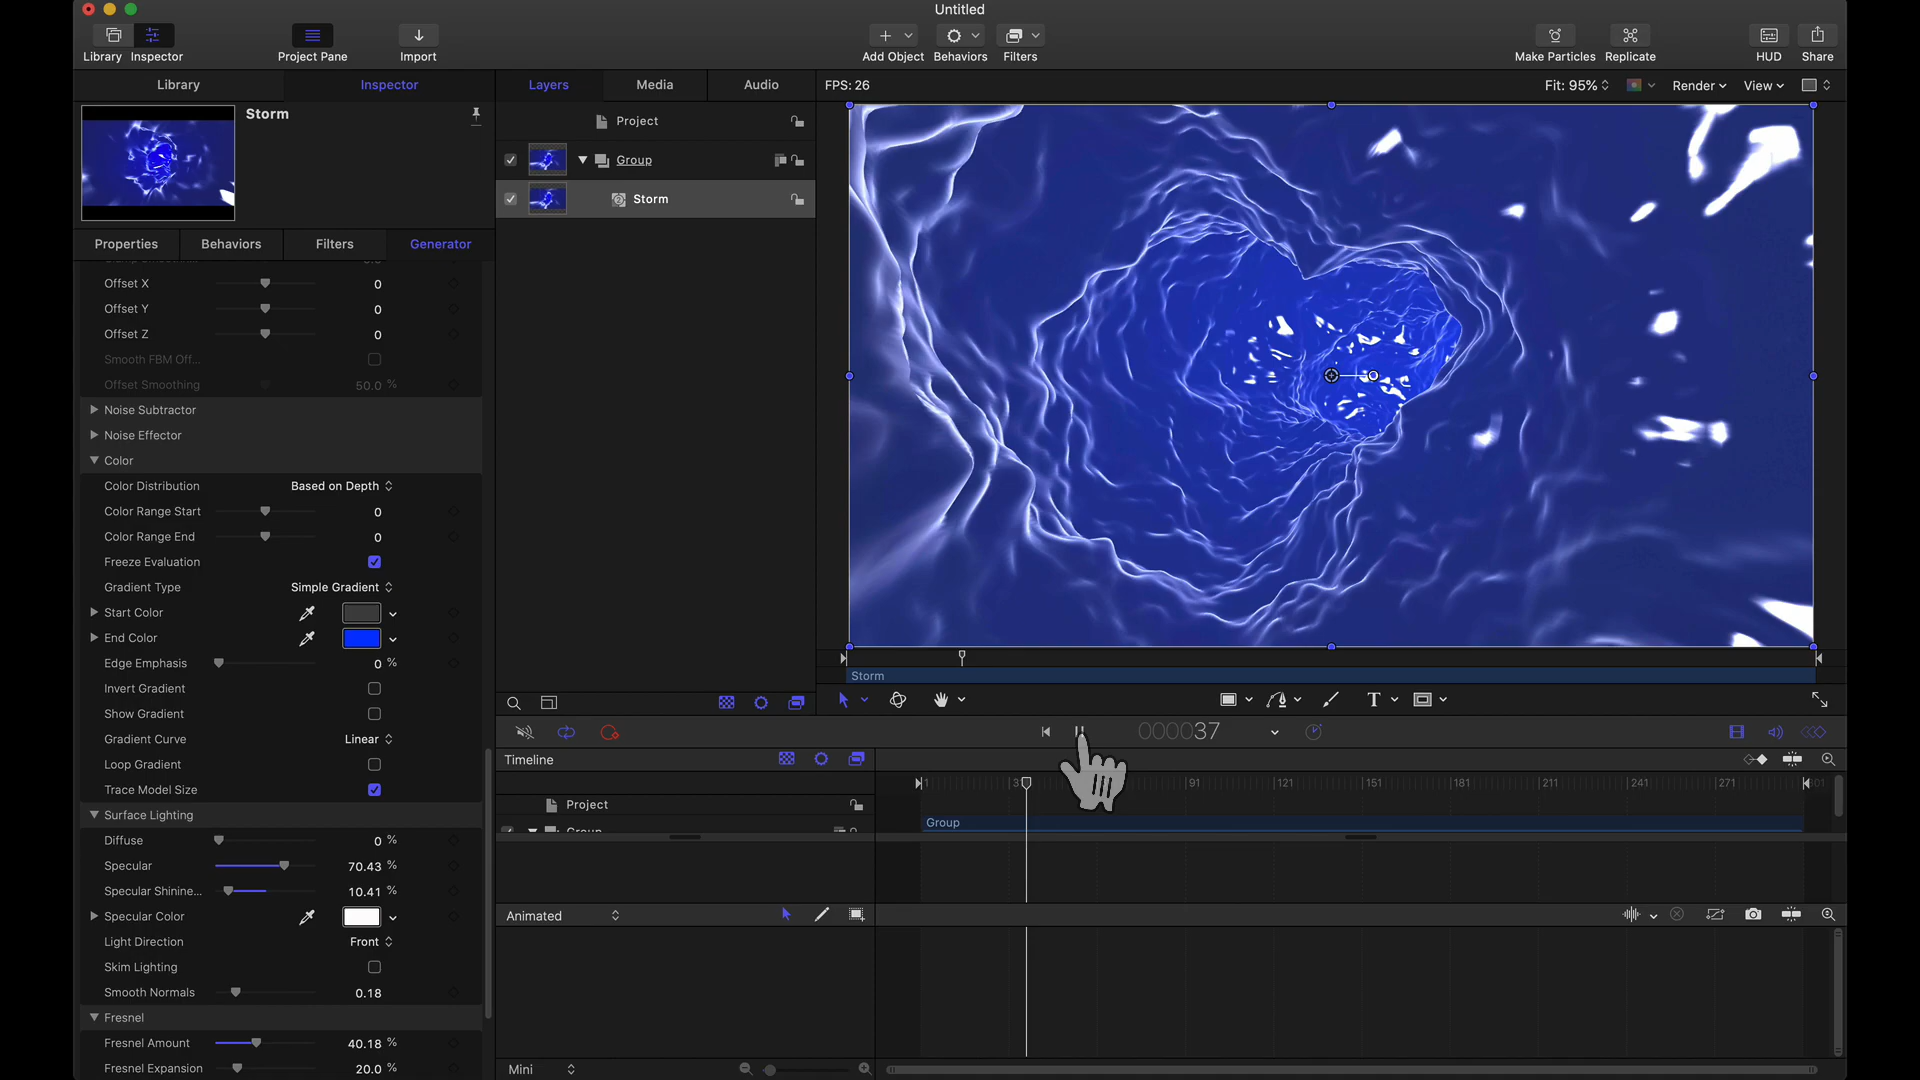 Untitled
Library
Inspector
Project Pane
Import
Add Object
Behaviors
Filters
Make Particles
Replicate
HUD
Share
Library
Inspector
Layers
Media
Audio
FPS: 26
Fit: 95%
Render
View
Storm
Project
Group
Storm
Properties
Behaviors
Filters
Generator
Offset X 0
Offset Y 0
Offset Z 0
Smooth FBM Off...
Offset Smoothing 50.0 %
Noise Subtractor
Noise Effector
Color
Color Distribution Based on Depth
Color Range Start 0
Color Range End 0
Freeze Evaluation
Gradient Type Simple Gradient
Start Color
End Color
Edge Emphasis 0 %
Invert Gradient
Show Gradient
Gradient Curve Linear
Loop Gradient
Trace Model Size
Surface Lighting
Diffuse 0 %
Specular 70.43 %
Specular Shinine... 10.41 %
Specular Color
Light Direction Front
Skim Lighting
Smooth Normals 0.18
Fresnel
Fresnel Amount 40.18 %
Fresnel Expansion 20.0 %
Storm
T
000037
Timeline
1 91 121 151 181 211 241 271 301
Project
Group
Group
Animated
Mini